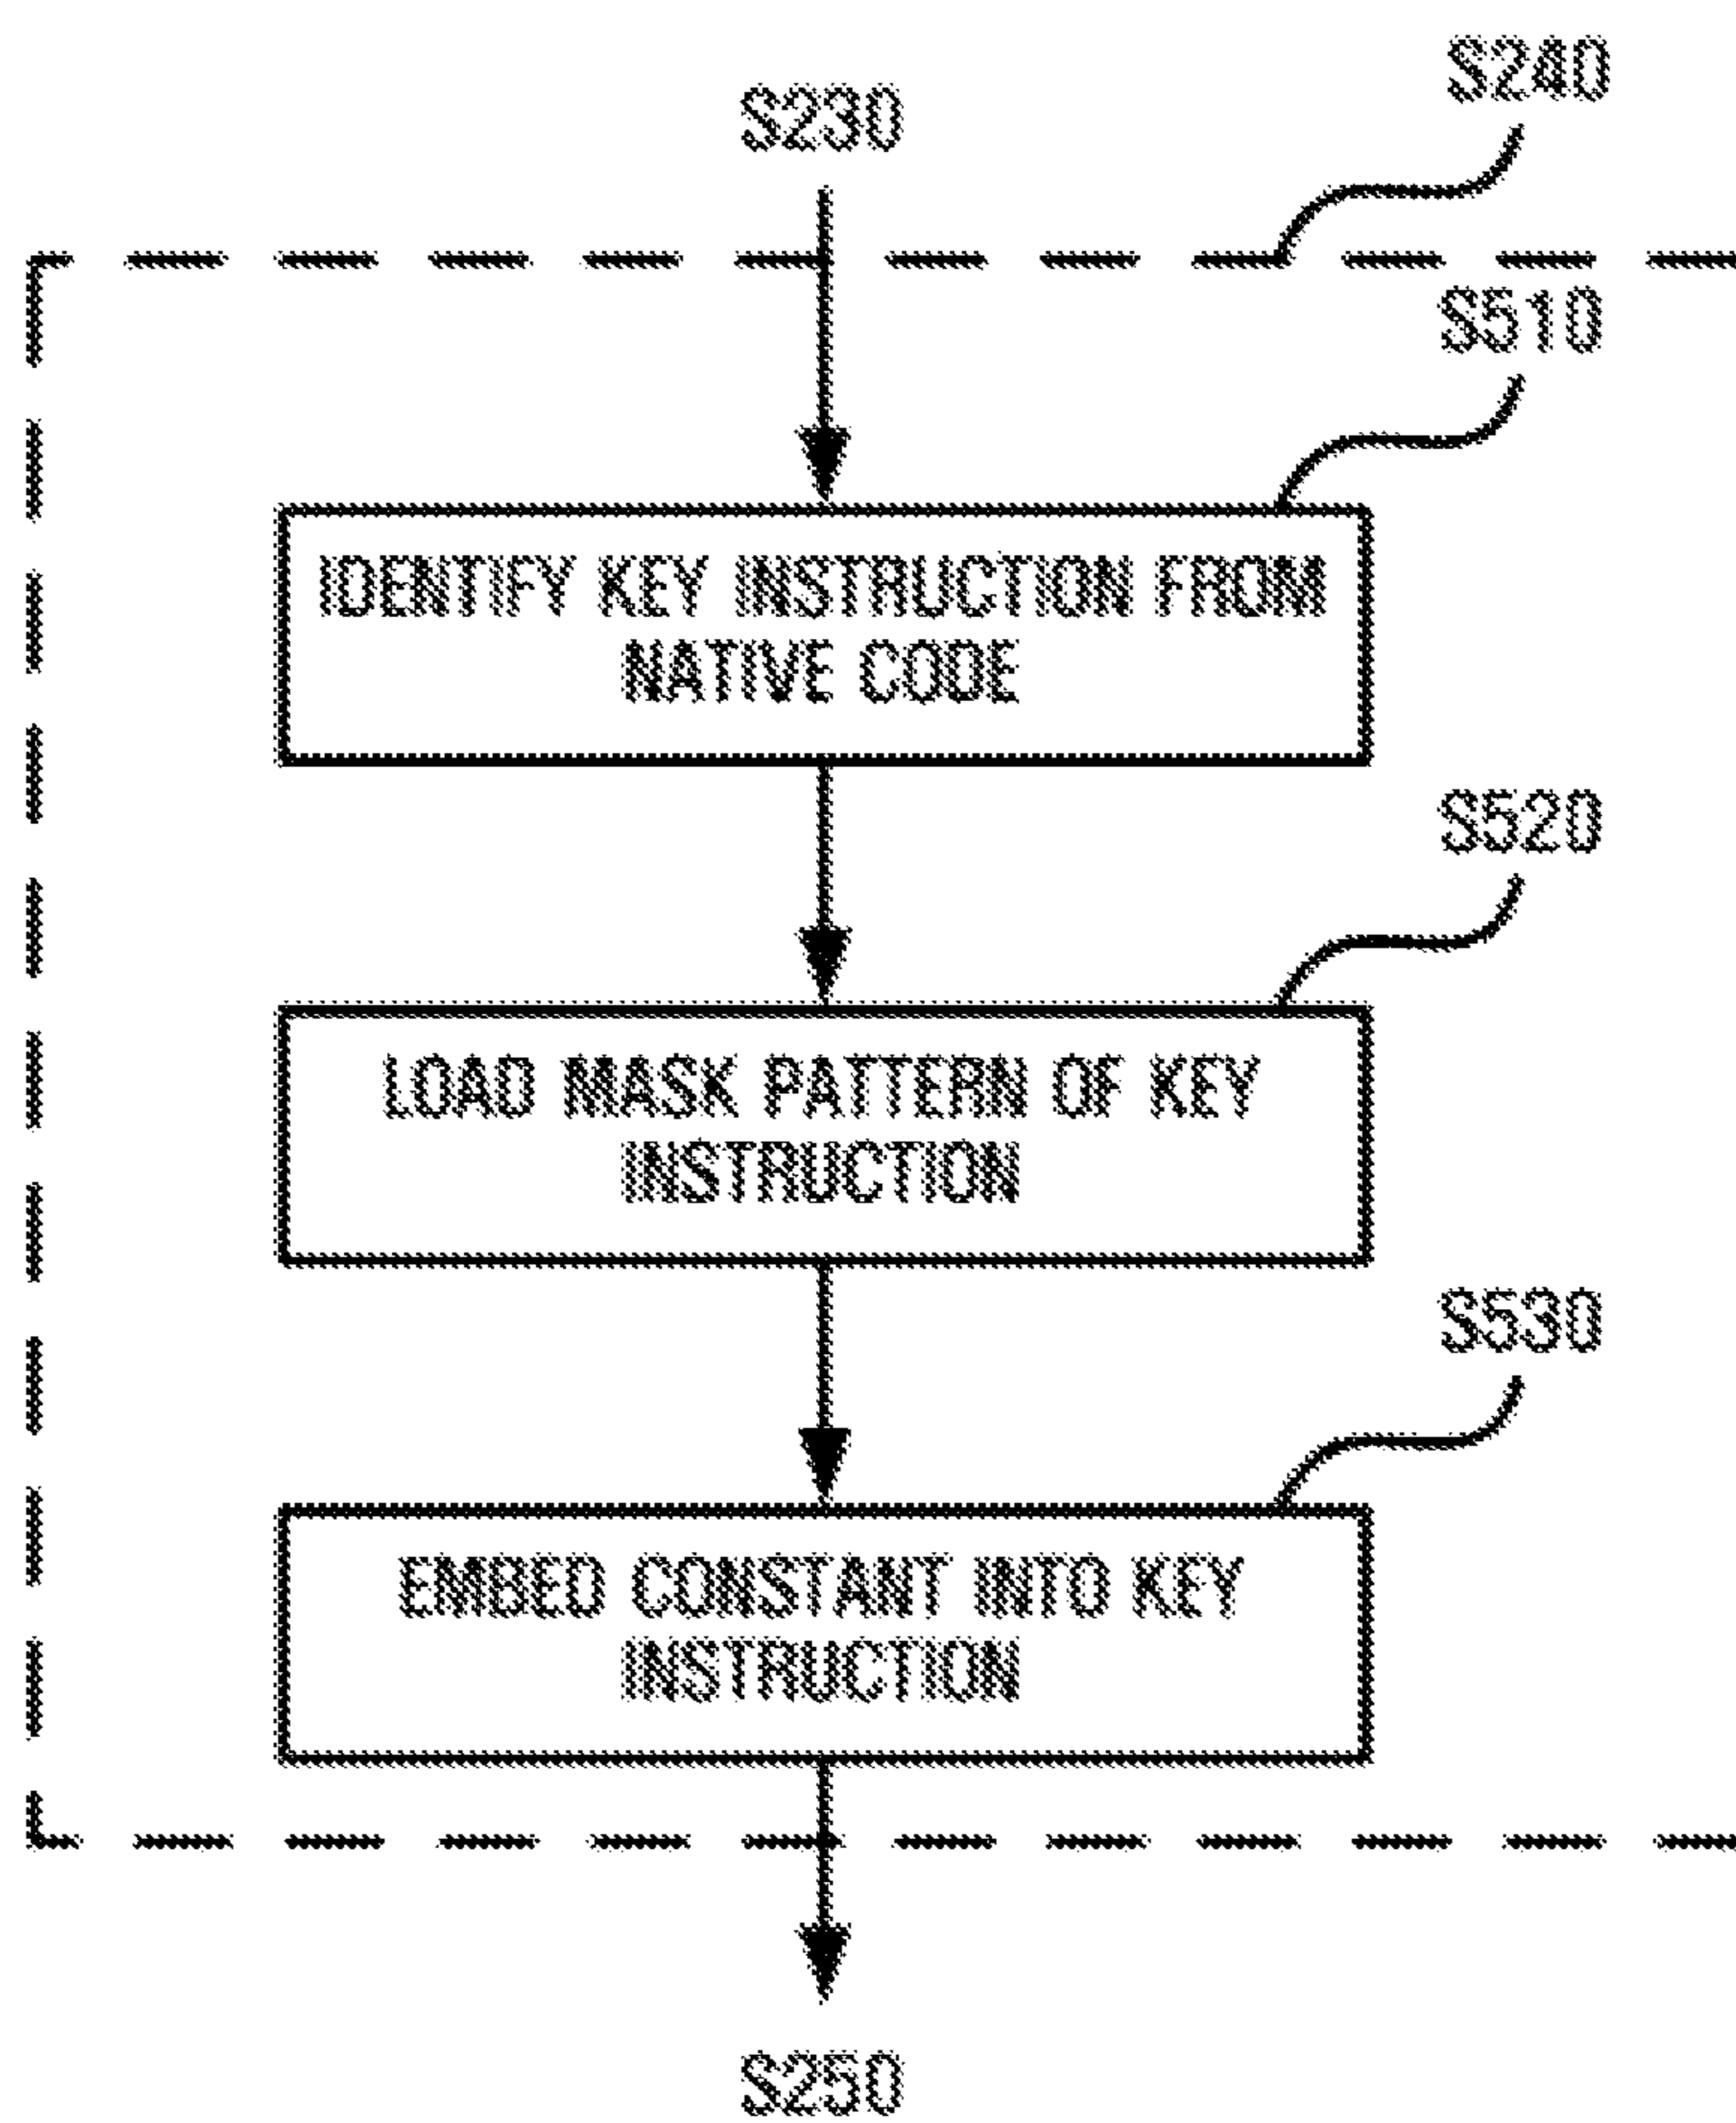 S240
S230
S510
IDENTIFY KEY INSTRUCTION FROM
NATIVE CODE
S520
LOAD MASK PATTERN OF KEY
INSTRUCTION
S530
EMBED CONSTANT INTO KEY
INSTRUCTION
S250